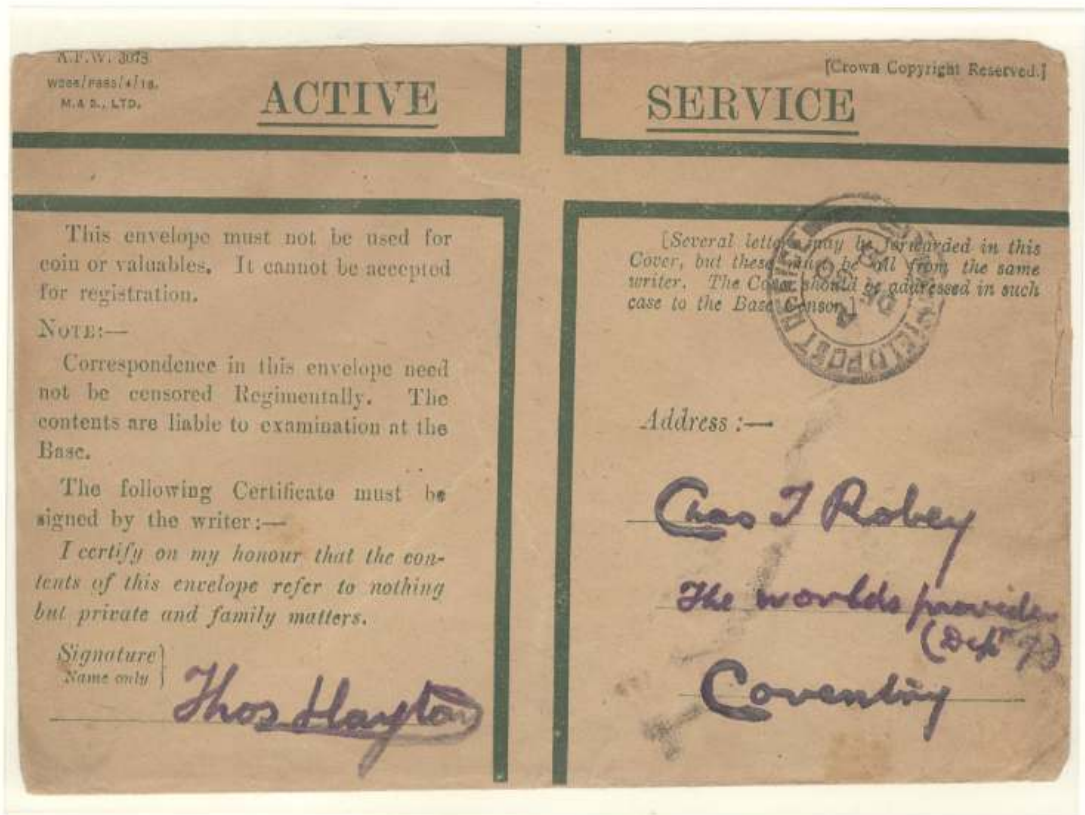 A.F.W. 3078
W266/P885/4/18.
M. & S., LTD.
ACTIVE
SERVICE
[Crown Copyright Reserved.]
This envelope must not be used for
coin or valuables. It cannot be accepted
for registration.
NOTE:—
Correspondence in this envelope need
not be censored Regimentally. The
contents are liable to examination at the
Base.
The following Certificate must be
signed by the writer:—
I certify on my honour that the con-
tents of this envelope refer to nothing
but private and family matters.
Signature
Name only
Thos Hayton
[Several letters may be forwarded in this
Cover, but these must be all from the same
writer. The Cover should be addressed in such
case to the Base Censor.]
FIELD POST
Address :—
Chas T Robey
The worlds provider
(Dept
Coventry